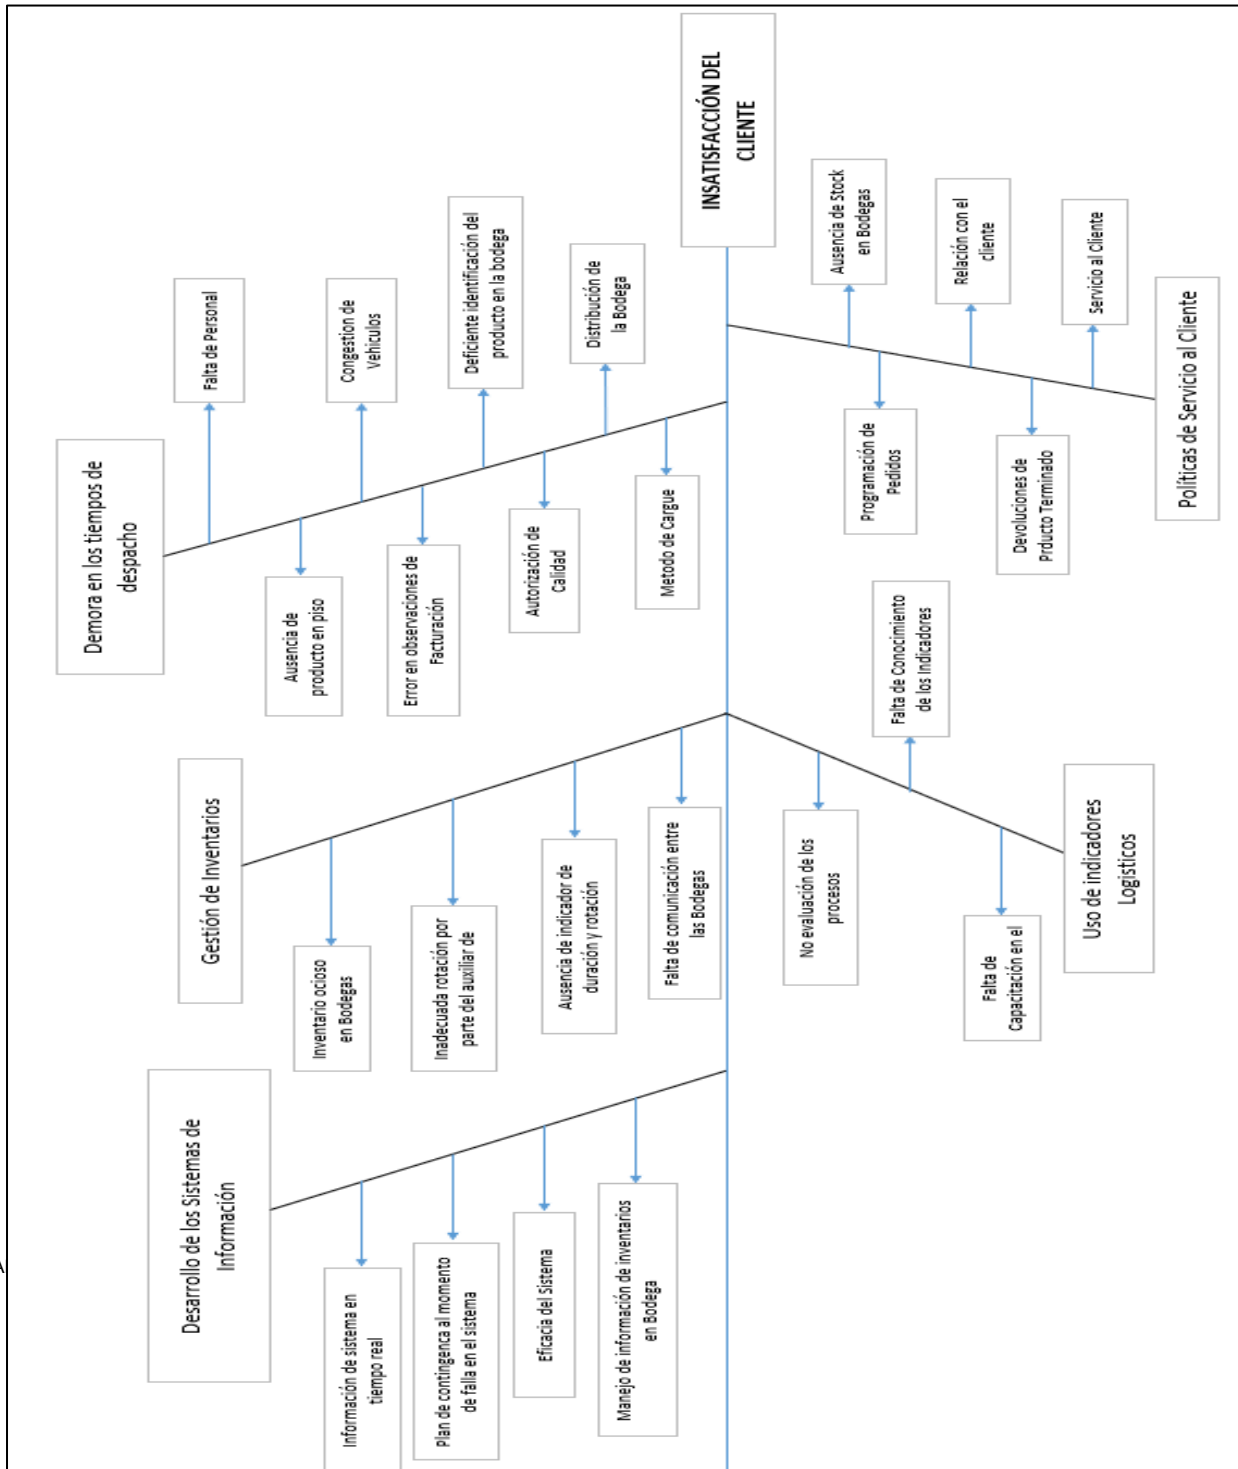 Desarrollo de los Sistemas de
Información
Información de sistema en
tiempo real
Plan de contingenca al momento
de falla en el sistema
Eficacia del Sistema
Manejo de información de inventarios
en Bodega
Gestión de Inventarios
Inventario ocioso
en Bodegas
Inadecuada rotación por
parte del auxiliar de
Ausencia de indicador de
duración y rotación
Falta de comunicación entre
las Bodegas
Demora en los tiempos de
despacho
Falta de Personal
Ausencia de
producto en piso
Congestion de
Vehiculos
Error en observaciones de
Facturación
Deficiente identificación del
producto en la bodega
Autorización de
Calidad
Distribución de
la Bodega
Metodo de Cargue
INSATISFACCIÓN DEL
CLIENTE
No evaluación de los
procesos
Falta de Conocimiento
de los Indicadores
Falta de
Capacitación en el
Uso de indicadores
Logisticos
Ausencia de Stock
en Bodegas
Programación de
Pedidos
Relación con el
cliente
Devoluciones de
Prducto Terminado
Servicio al Cliente
Políticas de Servicio al Cliente
A